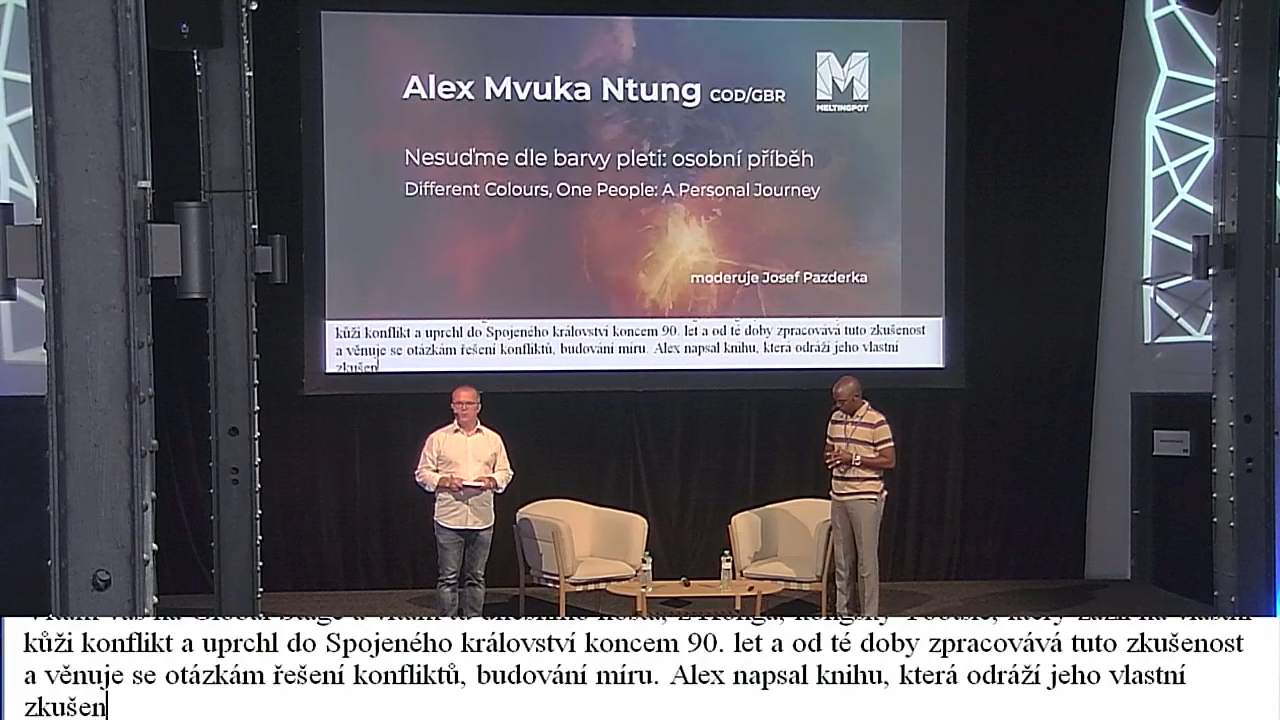 Alex Mvuka Ntung COD/GBR
MELTINGPOT
Nesuďme dle barvy pleti: osobní příběh
Different Colours, One People: A Personal Journey
moderuje Josef Pazderka
kůži konflikt a uprchl do Spojeného království koncem 90. let a od té doby zpracovává tuto zkušenost
a věnuje se otázkám řešení konfliktů, budování míru. Alex napsal knihu, která odráží jeho vlastní
zkušen
kůži konflikt a uprchl do Spojeného království koncem 90. let a od té doby zpracovává tuto zkušenost
a věnuje se otázkám řešení konfliktů, budování míru. Alex napsal knihu, která odráží jeho vlastní
zkušen